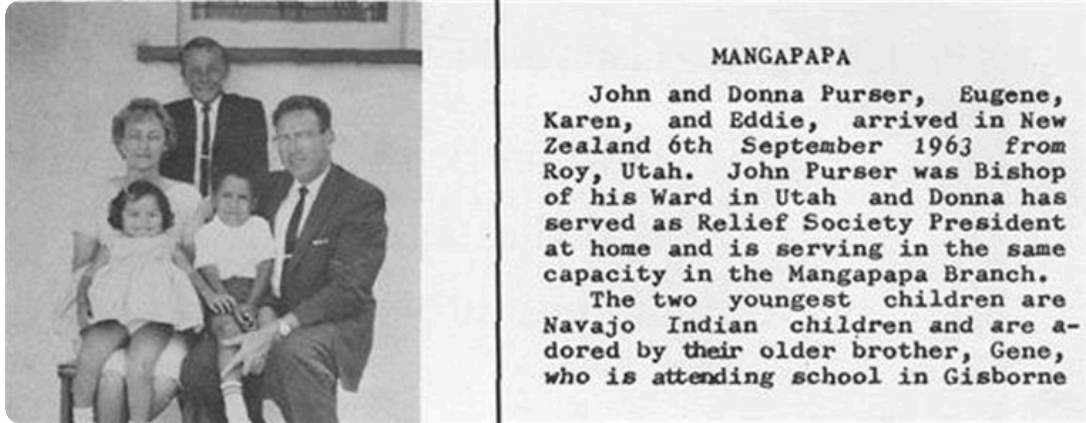 MANGAPAPA
John and Donna Purser, Eugene,
Karen, and Eddie, arrived in New
Zealand 6th September 1963 from
Roy, Utah. John Purser was Bishop
of his Ward in Utah and Donna has
served as Relief Society President
at home and is serving in the same
capacity in the Mangapapa Branch.
The two youngest children are
Navajo Indian children and are a-
dored by their older brother, Gene,
who is attending school in Gisborne